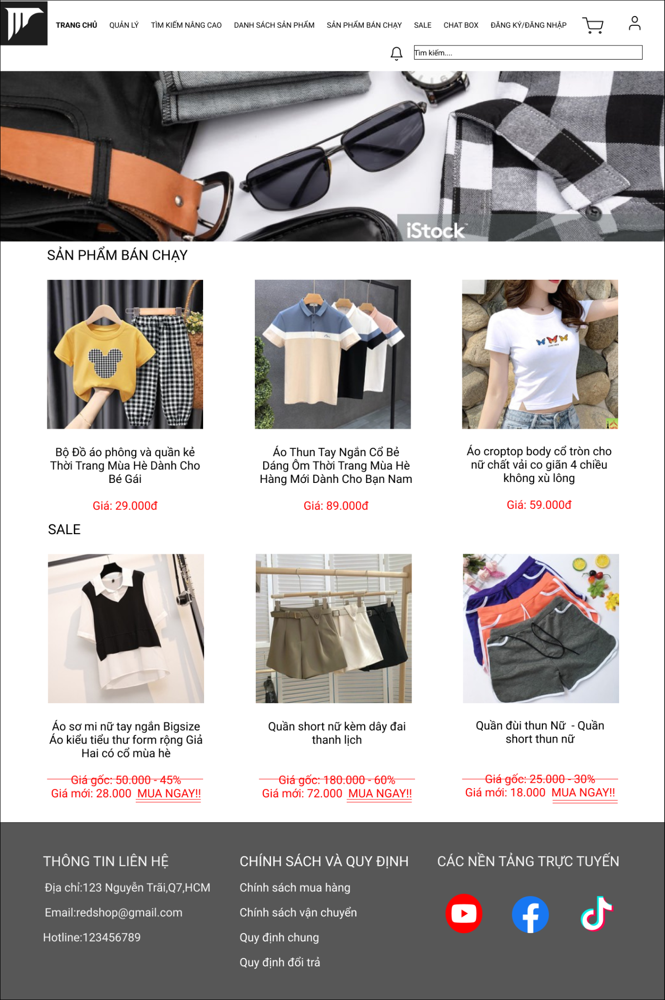 TRANG CHỦ QUẢN LÝ TÌM KIẾM NÂNG CAO DANH SÁCH SẢN PHẨM SẢN PHẨM BÁN CHẠY SALE CHAT BOX ĐĂNG KÝ/ĐĂNG NHẬP
Tìm kiếm....
iStock™
SẢN PHẨM BÁN CHẠY
Bộ Đồ áo phông và quần kẻ
Thời Trang Mùa Hè Dành Cho
Bé Gái
Giá: 29.000đ
Áo Thun Tay Ngắn Cổ Bẻ
Dáng Ôm Thời Trang Mùa Hè
Hàng Mới Dành Cho Bạn Nam
Giá: 89.000đ
Áo croptop body cổ tròn cho
nữ chất vải co giãn 4 chiều
không xù lông
Giá: 59.000đ
SALE
Áo sơ mi nữ tay ngắn Bigsize
Áo kiểu tiểu thư form rộng Giả
Hai có cổ mùa hè
Giá gốc: 50.000 - 45%
Giá mới: 28.000 MUA NGAY!!
Quần short nữ kèm dây đai
thanh lịch
Giá gốc: 180.000 - 60%
Giá mới: 72.000 MUA NGAY!!
Quần đùi thun Nữ - Quần
short thun nữ
Giá gốc: 25.000 - 30%
Giá mới: 18.000 MUA NGAY!!
THÔNG TIN LIÊN HỆ
Địa chỉ:123 Nguyễn Trãi,Q7,HCM
Email:redshop@gmail.com
Hotline:123456789
CHÍNH SÁCH VÀ QUY ĐỊNH
Chính sách mua hàng
Chính sách vận chuyển
Quy định chung
Quy định đổi trả
CÁC NỀN TẢNG TRỰC TUYẾN